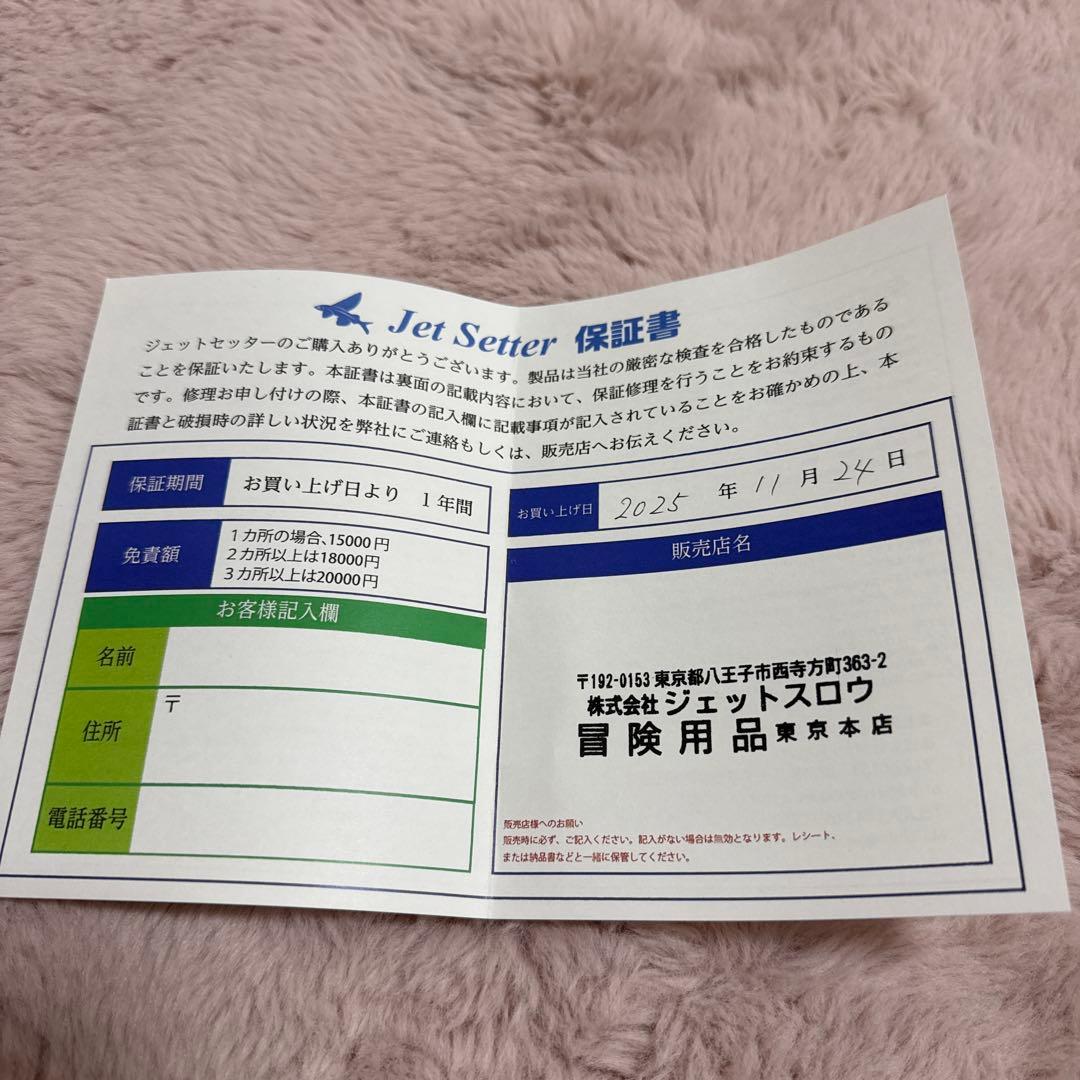 Jet Setter 保証書
ジェットセッターのご購入ありがとうございます。製品は当社の厳密な検査を合格したものである
ことを保証いたします。本証書は裏面の記載内容において、保証修理を行うことをお約束するもの
です。修理お申し付けの際、本証書の記入欄に記載事項が記入されていることをお確かめの上、本
証書と破損時の詳しい状況を弊社にご連絡もしくは、販売店へお伝えください。
保証期間 お買い上げ日より 1年間
免責額
1カ所の場合、15000円
2カ所以上は18000円
3カ所以上は20000円
お客様記入欄
名前
住所 〒
電話番号
お買い上げ日 2025 年 11 月 24 日
販売店名
〒192-0153 東京都八王子市西寺方町363-2
株式会社 ジェットスロウ
冒険用品 東京本店
販売店様へのお願い
販売時に必ず、ご記入ください。記入がない場合は無効となります。レシート、
または納品書などと一緒に保管してください。